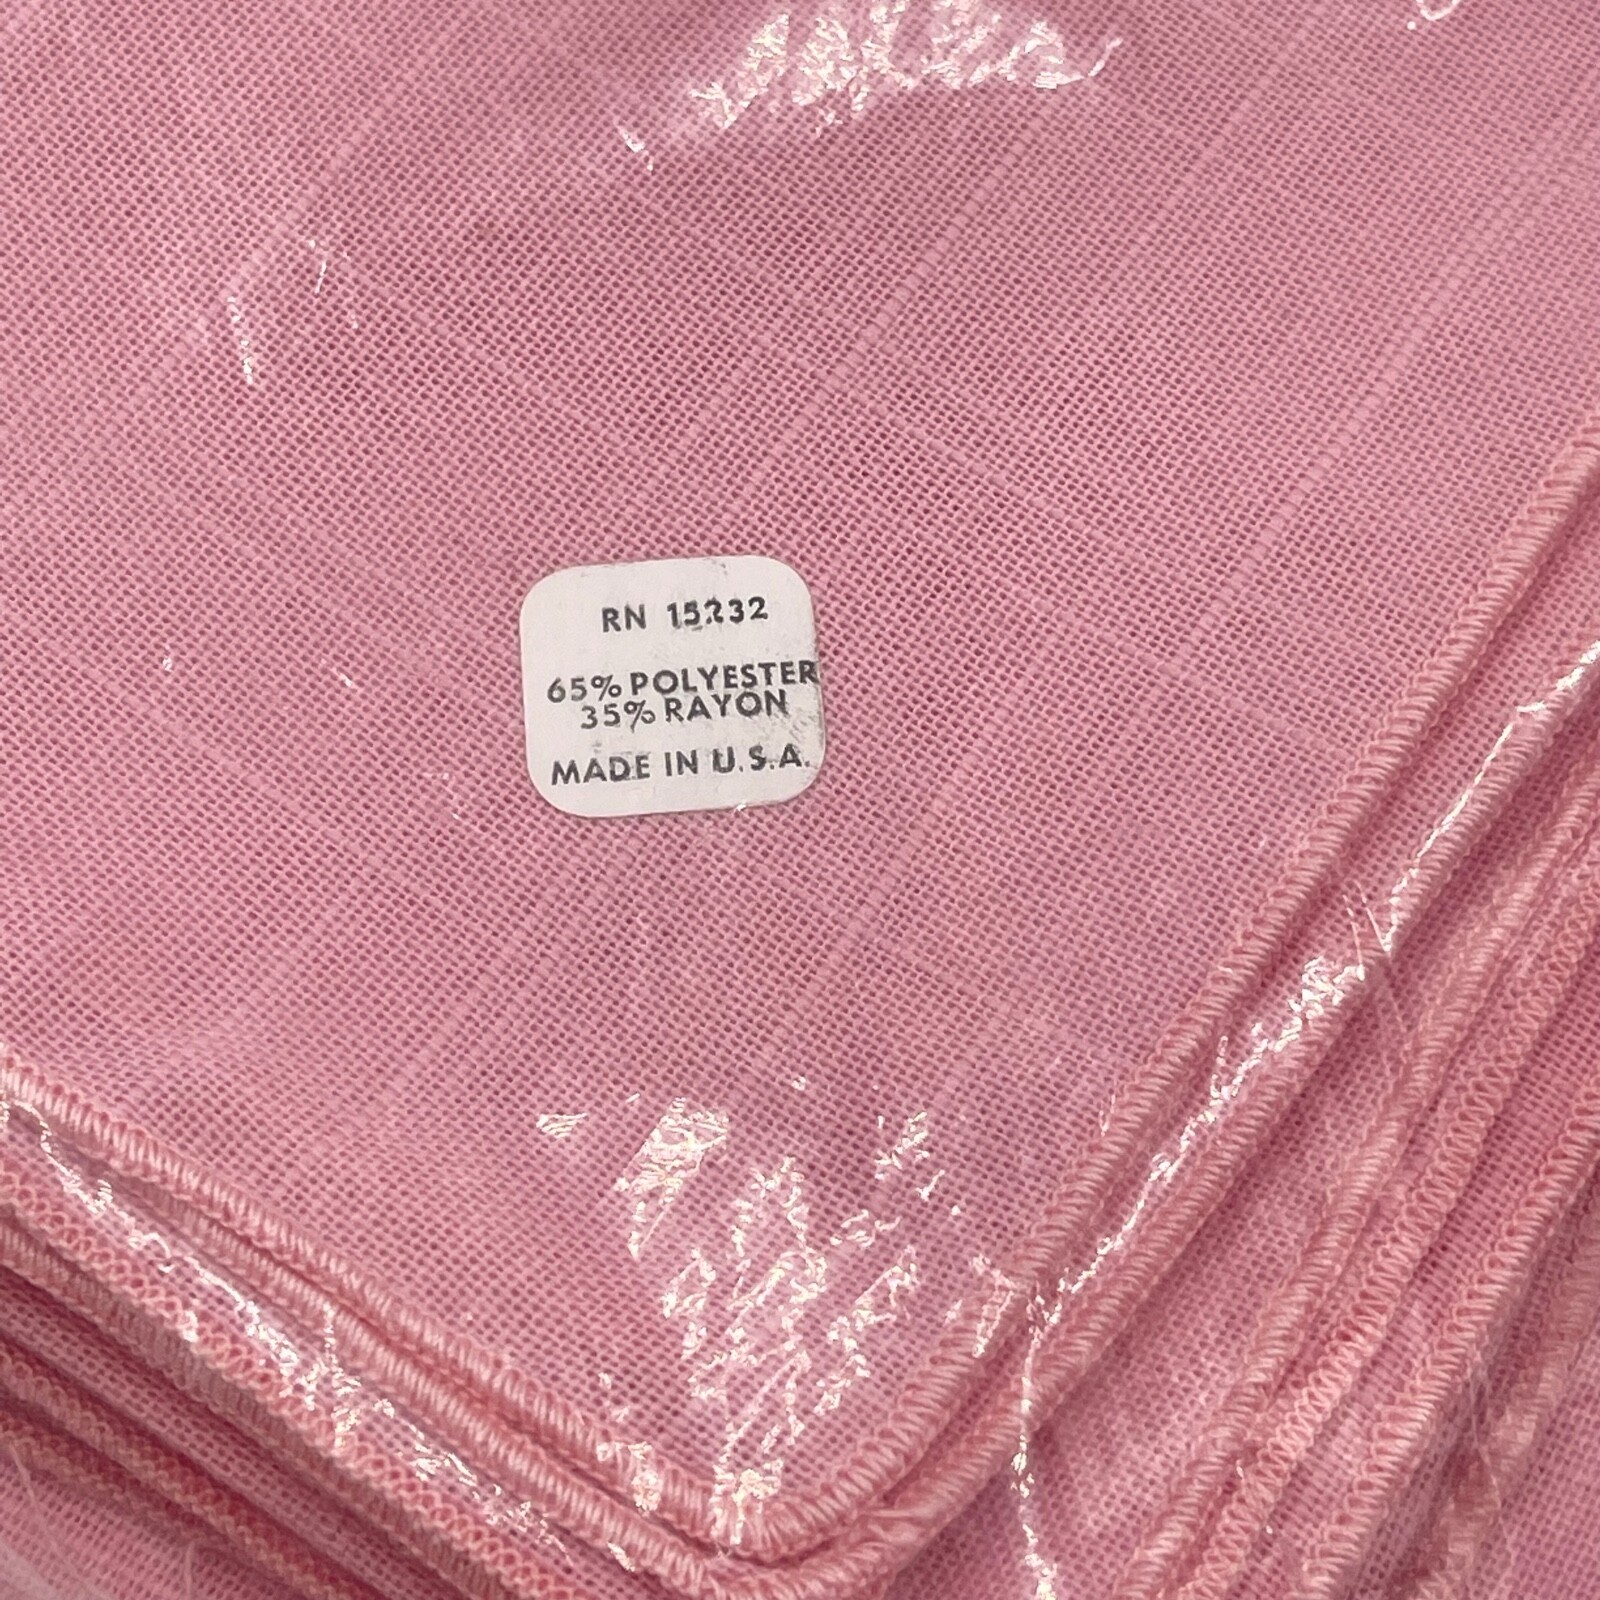 RN 15232
65% POLYESTER
35% RAYON
MADE IN U.S.A.